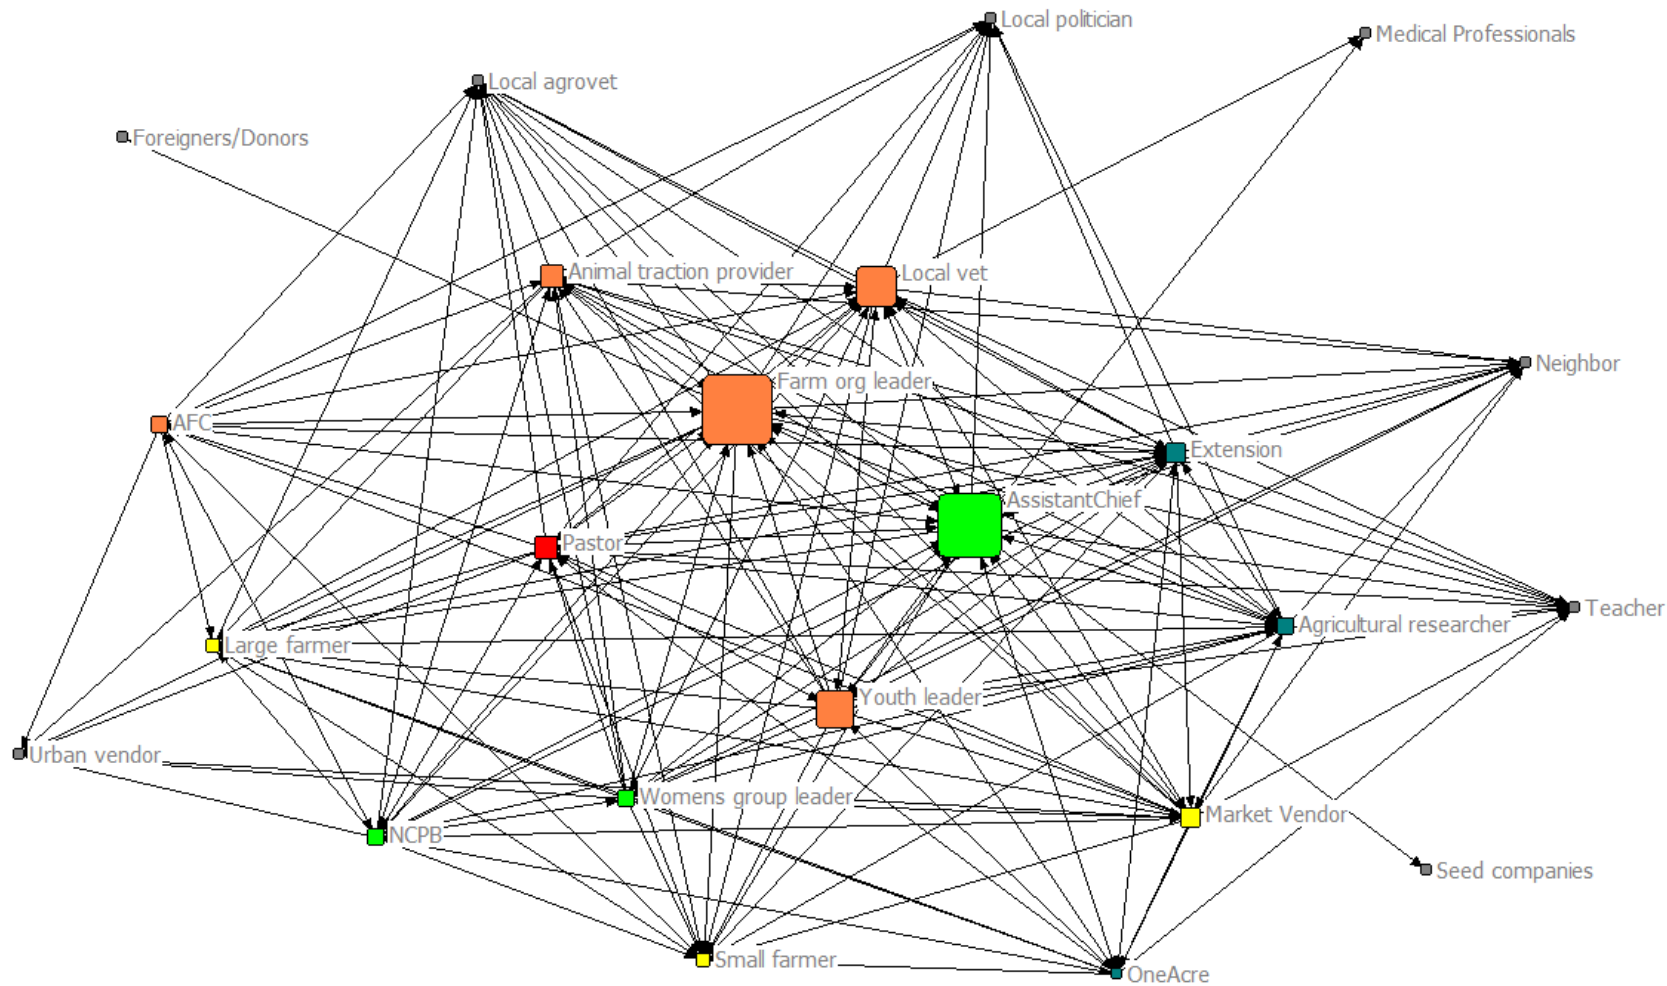 Local politician
Medical Professionals
Local agrovet
Foreigners/Donors
Animal traction provider
Local vet
Neighbor
Farm org leader
AFC
Extension
AssistantChief
Pastor
Teacher
Agricultural researcher
Large farmer
Youth leader
Urban vendor
Womens group leader
Market Vendor
NCPB
Seed companies
Small farmer
OneAcre